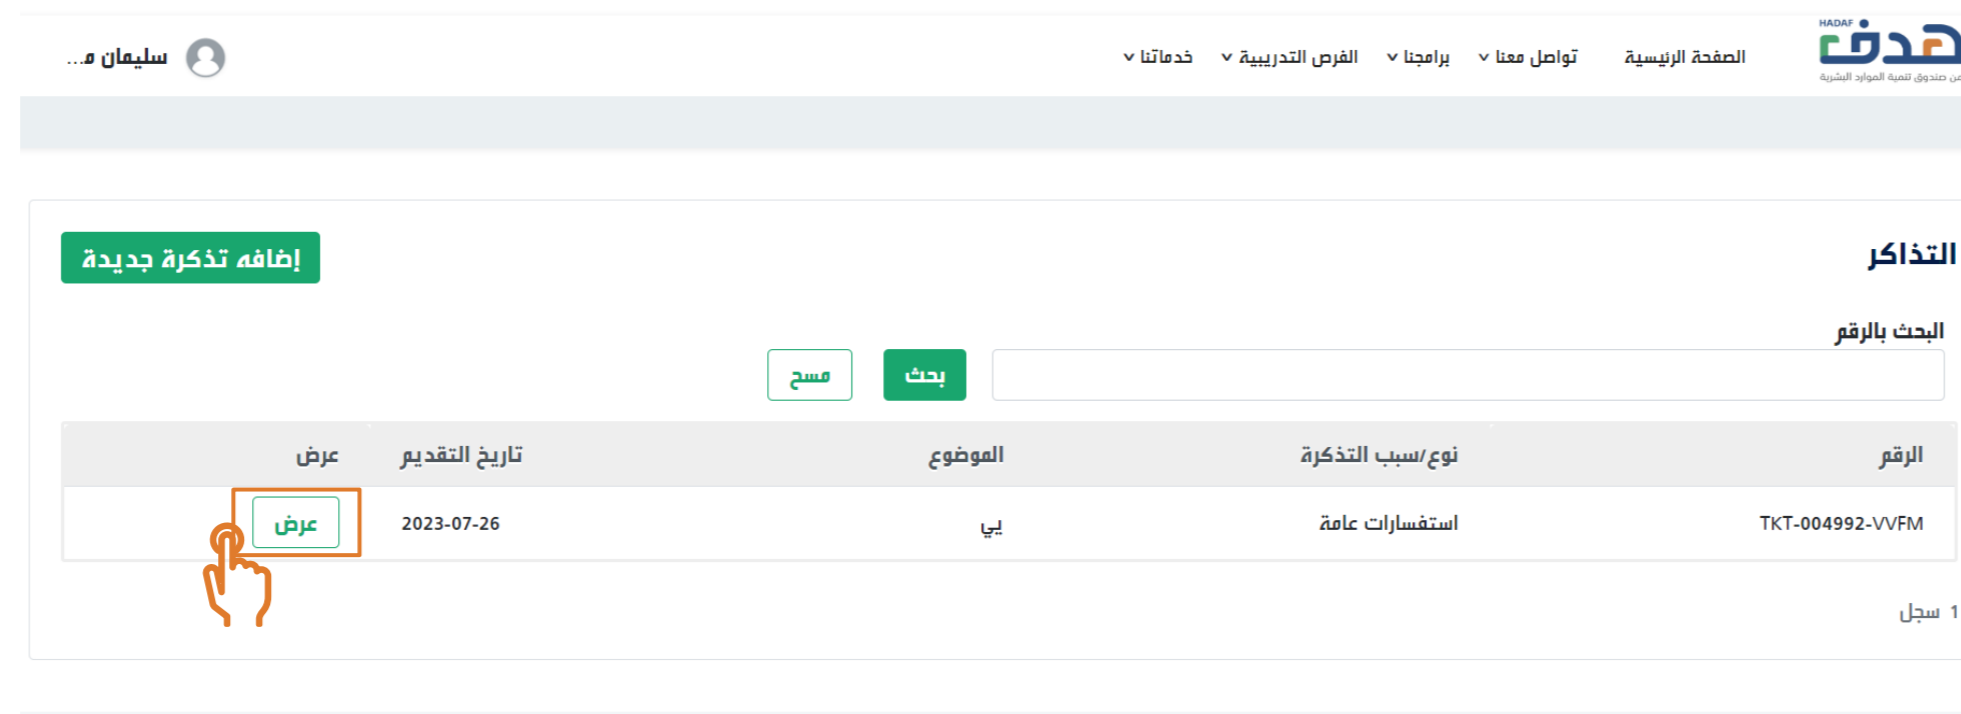 HADAF
هدف
من صندوق تنمية الموارد البشرية
الصفحة الرئيسية تواصل معنا برامجنا الفرص التدريبية خدماتنا
سليمان م...
التذاكر
إضافه تذكرة جديدة
البحث بالرقم
بحث مسح
الرقم نوع/سبب التذكرة الموضوع تاريخ التقديم عرض
TKT-004992-VVFM استفسارات عامة يي 2023-07-26 عرض
1 سجل